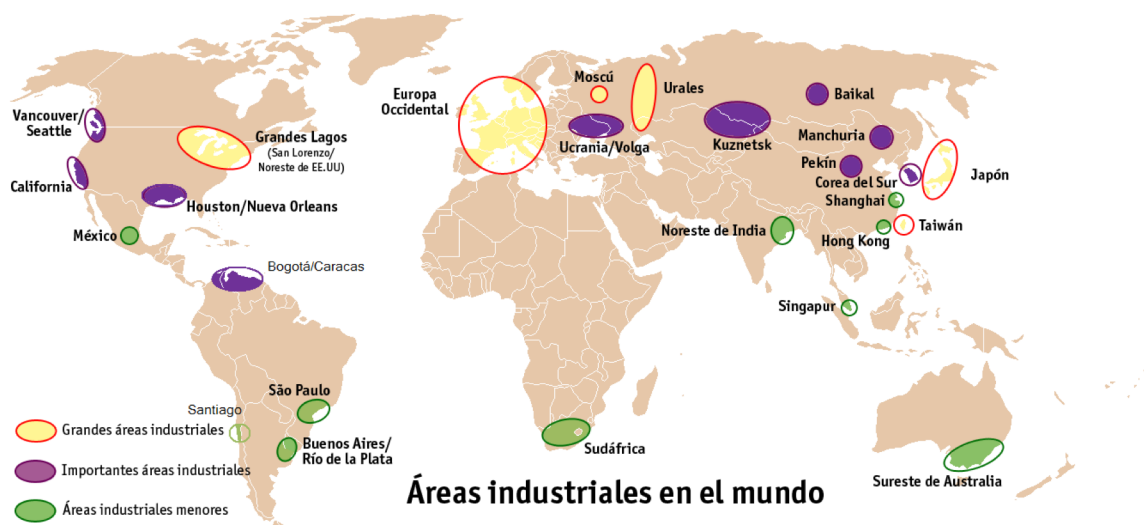 Moscú
Europa
Occidental
Urales
Baikal
Vancouver/
Seattle
Grandes Lagos
(San Lorenzo/
Noreste de EE.UU)
Ucrania/Volga
Kuznetsk
Manchuria
Pekín
California
Corea del Sur
Japón
Shanghai
Houston/Nueva Orleans
México
Noreste de India
Hong Kong
Taiwán
Bogotá/Caracas
Singapur
São Paulo
Santiago
Grandes áreas industriales
Buenos Aires/
Río de la Plata
Sudáfrica
Importantes áreas industriales
Sureste de Australia
Áreas industriales menores
Áreas industriales en el mundo